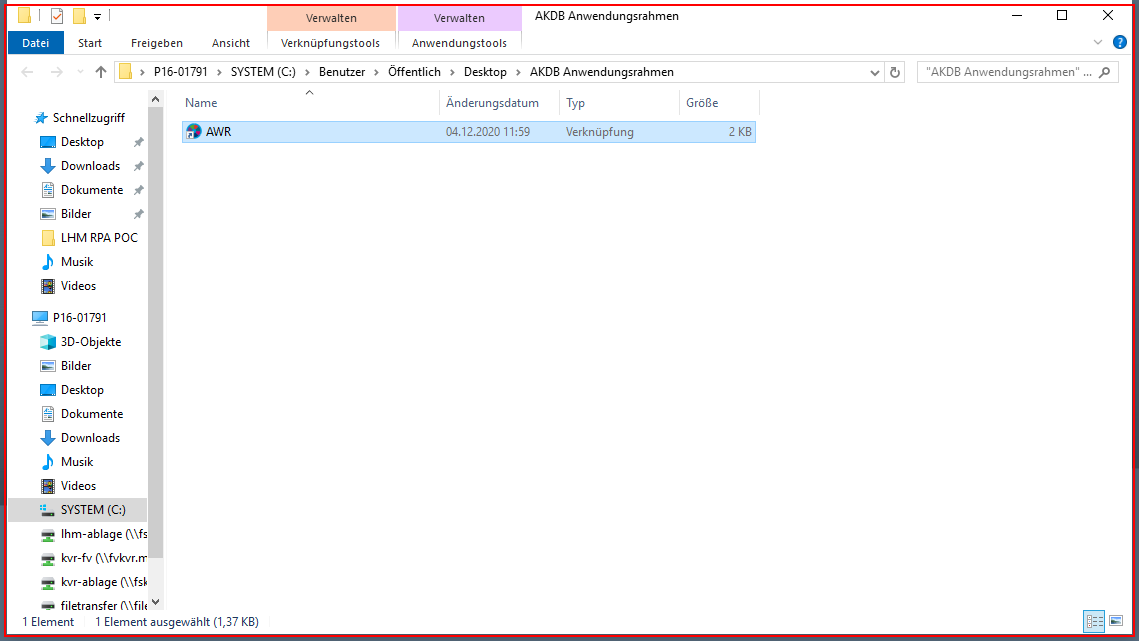 Verwalten Verwalten AKDB Anwendungsrahmen
Datei Start Freigeben Ansicht Verknüpfungstools Anwendungstools ?
P16-01791 SYSTEM (C:) Benutzer Öffentlich Desktop AKDB Anwendungsrahmen "AKDB Anwendungsrahmen" ...
Name Änderungsdatum Typ Größe
AWR 04.12.2020 11:59 Verknüpfung 2 KB
Schnellzugriff
Desktop
Downloads
Dokumente
Bilder
LHM RPA POC
Musik
Videos
P16-01791
3D-Objekte
Bilder
Desktop
Dokumente
Downloads
Musik
Videos
SYSTEM (C:)
lhm-ablage (\\fs
kvr-fv (\\fvkvr.m
kvr-ablage (\\fsk
filetransfer (\\file
1 Element 1 Element ausgewählt (1,37 KB)